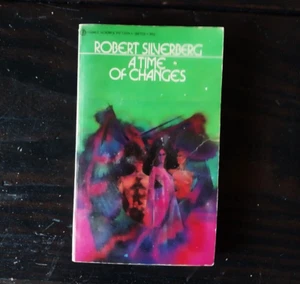 ROBERT SILVERBERG
A TIME
OF CHANGES